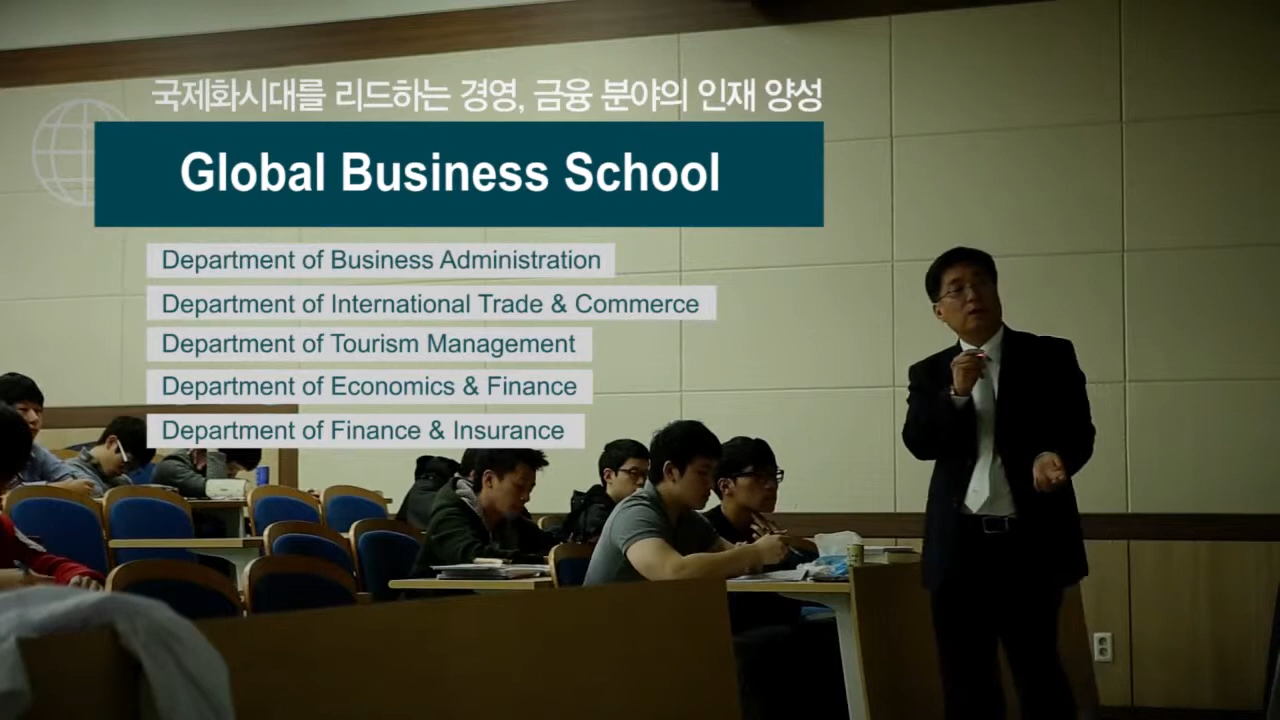 국제화시대를 리드하는 경영, 금융 분야의 인재 양성
Global Business School
Department of Business Administration
Department of International Trade & Commerce
Department of Tourism Management
Department of Economics & Finance
Department of Finance & Insurance